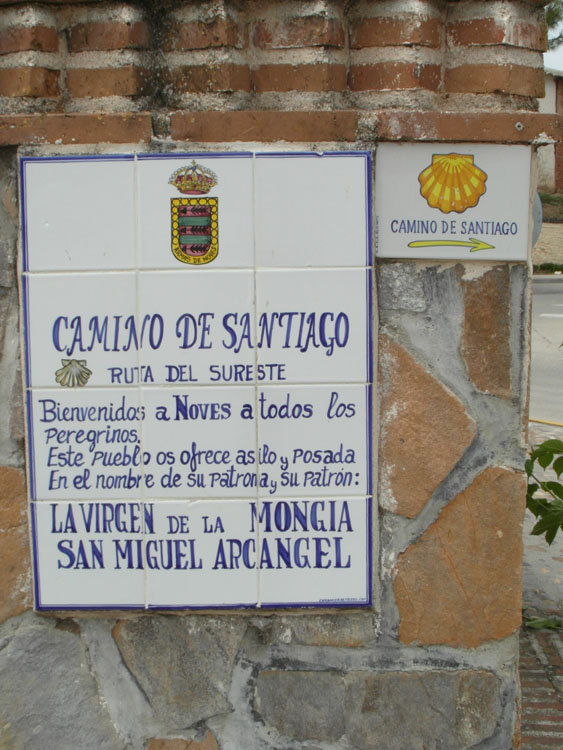 CAMINO DE SANTIAGO
RUTA DEL SURESTE
Bienvenidos a NOVES a todos los
Peregrinos.
Este Pueblo os ofrece asilo y Posada
En el nombre de su Patrona y su Patrón:
LA VIRGEN DE LA MONGIA
SAN MIGUEL ARCANGEL
CAMINO DE SANTIAGO